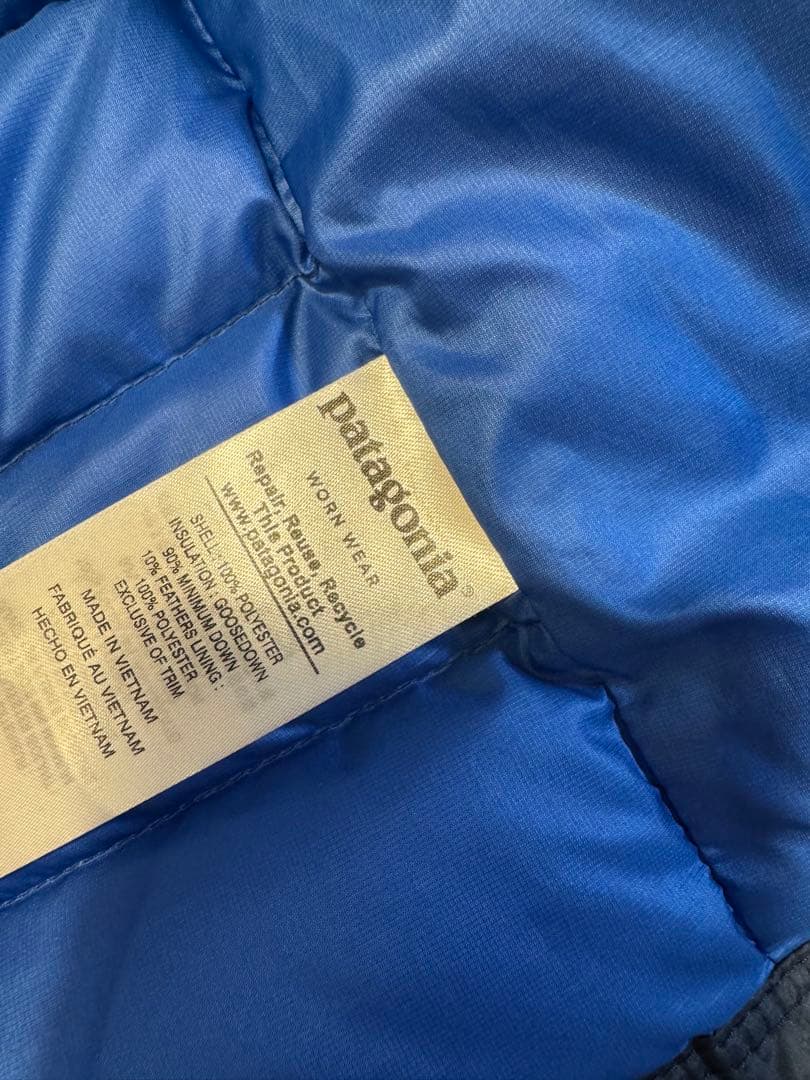 patagonia®
WORN WEAR
Repair, Reuse, Recycle
This Product
www.patagonia.com
SHELL: 100% POLYESTER
INSULATION : GOOSEDOWN
90% MINIMUM DOWN
10% FEATHERS LINING :
100% POLYESTER
EXCLUSIVE OF TRIM
MADE IN VIETNAM
FABRIQUÉ AU VIETNAM
HECHO EN VIETNAM